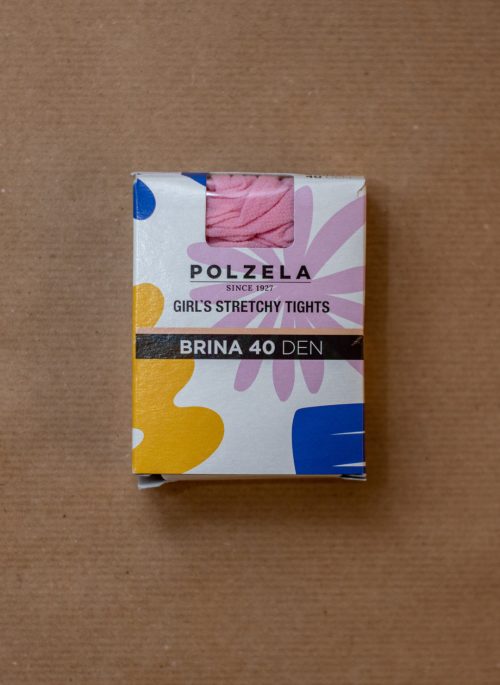 POLZELA
SINCE 1927
GIRL'S STRETCHY TIGHTS
BRINA 40 DEN